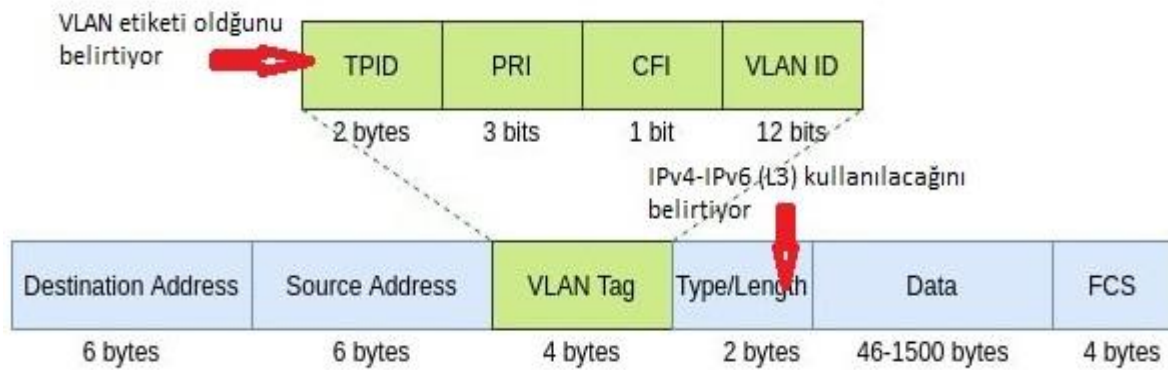 VLAN etiketi oldğunu
belirtiyor
TPID PRI CFI VLAN ID
2 bytes 3 bits 1 bit 12 bits
IPv4-IPv6 (L3) kullanılacağını
belirtiyor
Destination Address Source Address VLAN Tag Type/Length Data FCS
6 bytes 6 bytes 4 bytes 2 bytes 46-1500 bytes 4 bytes